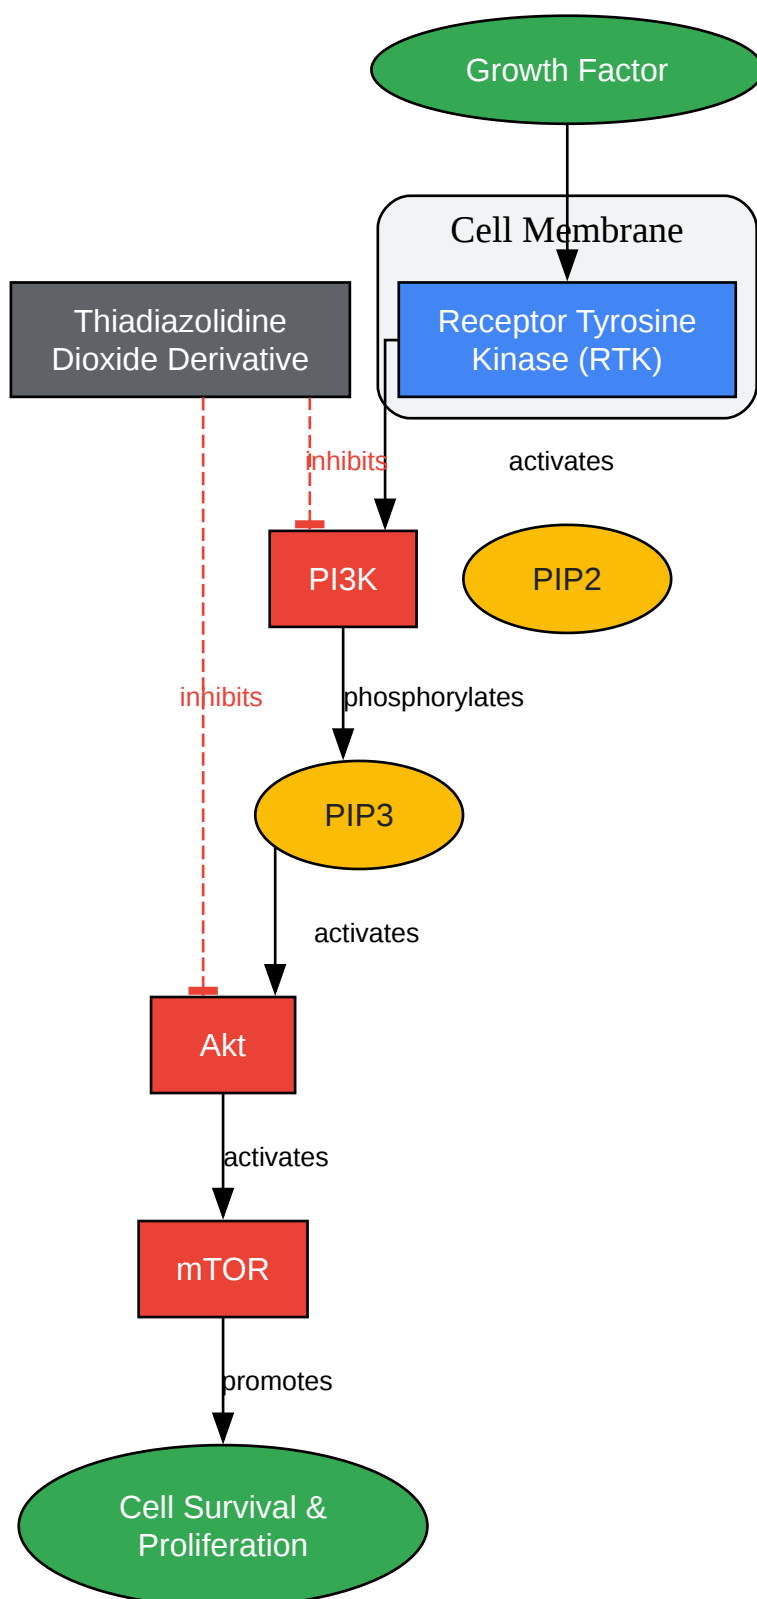 Growth Factor
Cell Membrane
Thiadiazolidine
Dioxide Derivative
Receptor Tyrosine
Kinase (RTK)
inhibits
activates
PI3K
PIP2
inhibits
phosphorylates
PIP3
activates
Akt
activates
mTOR
promotes
Cell Survival &
Proliferation